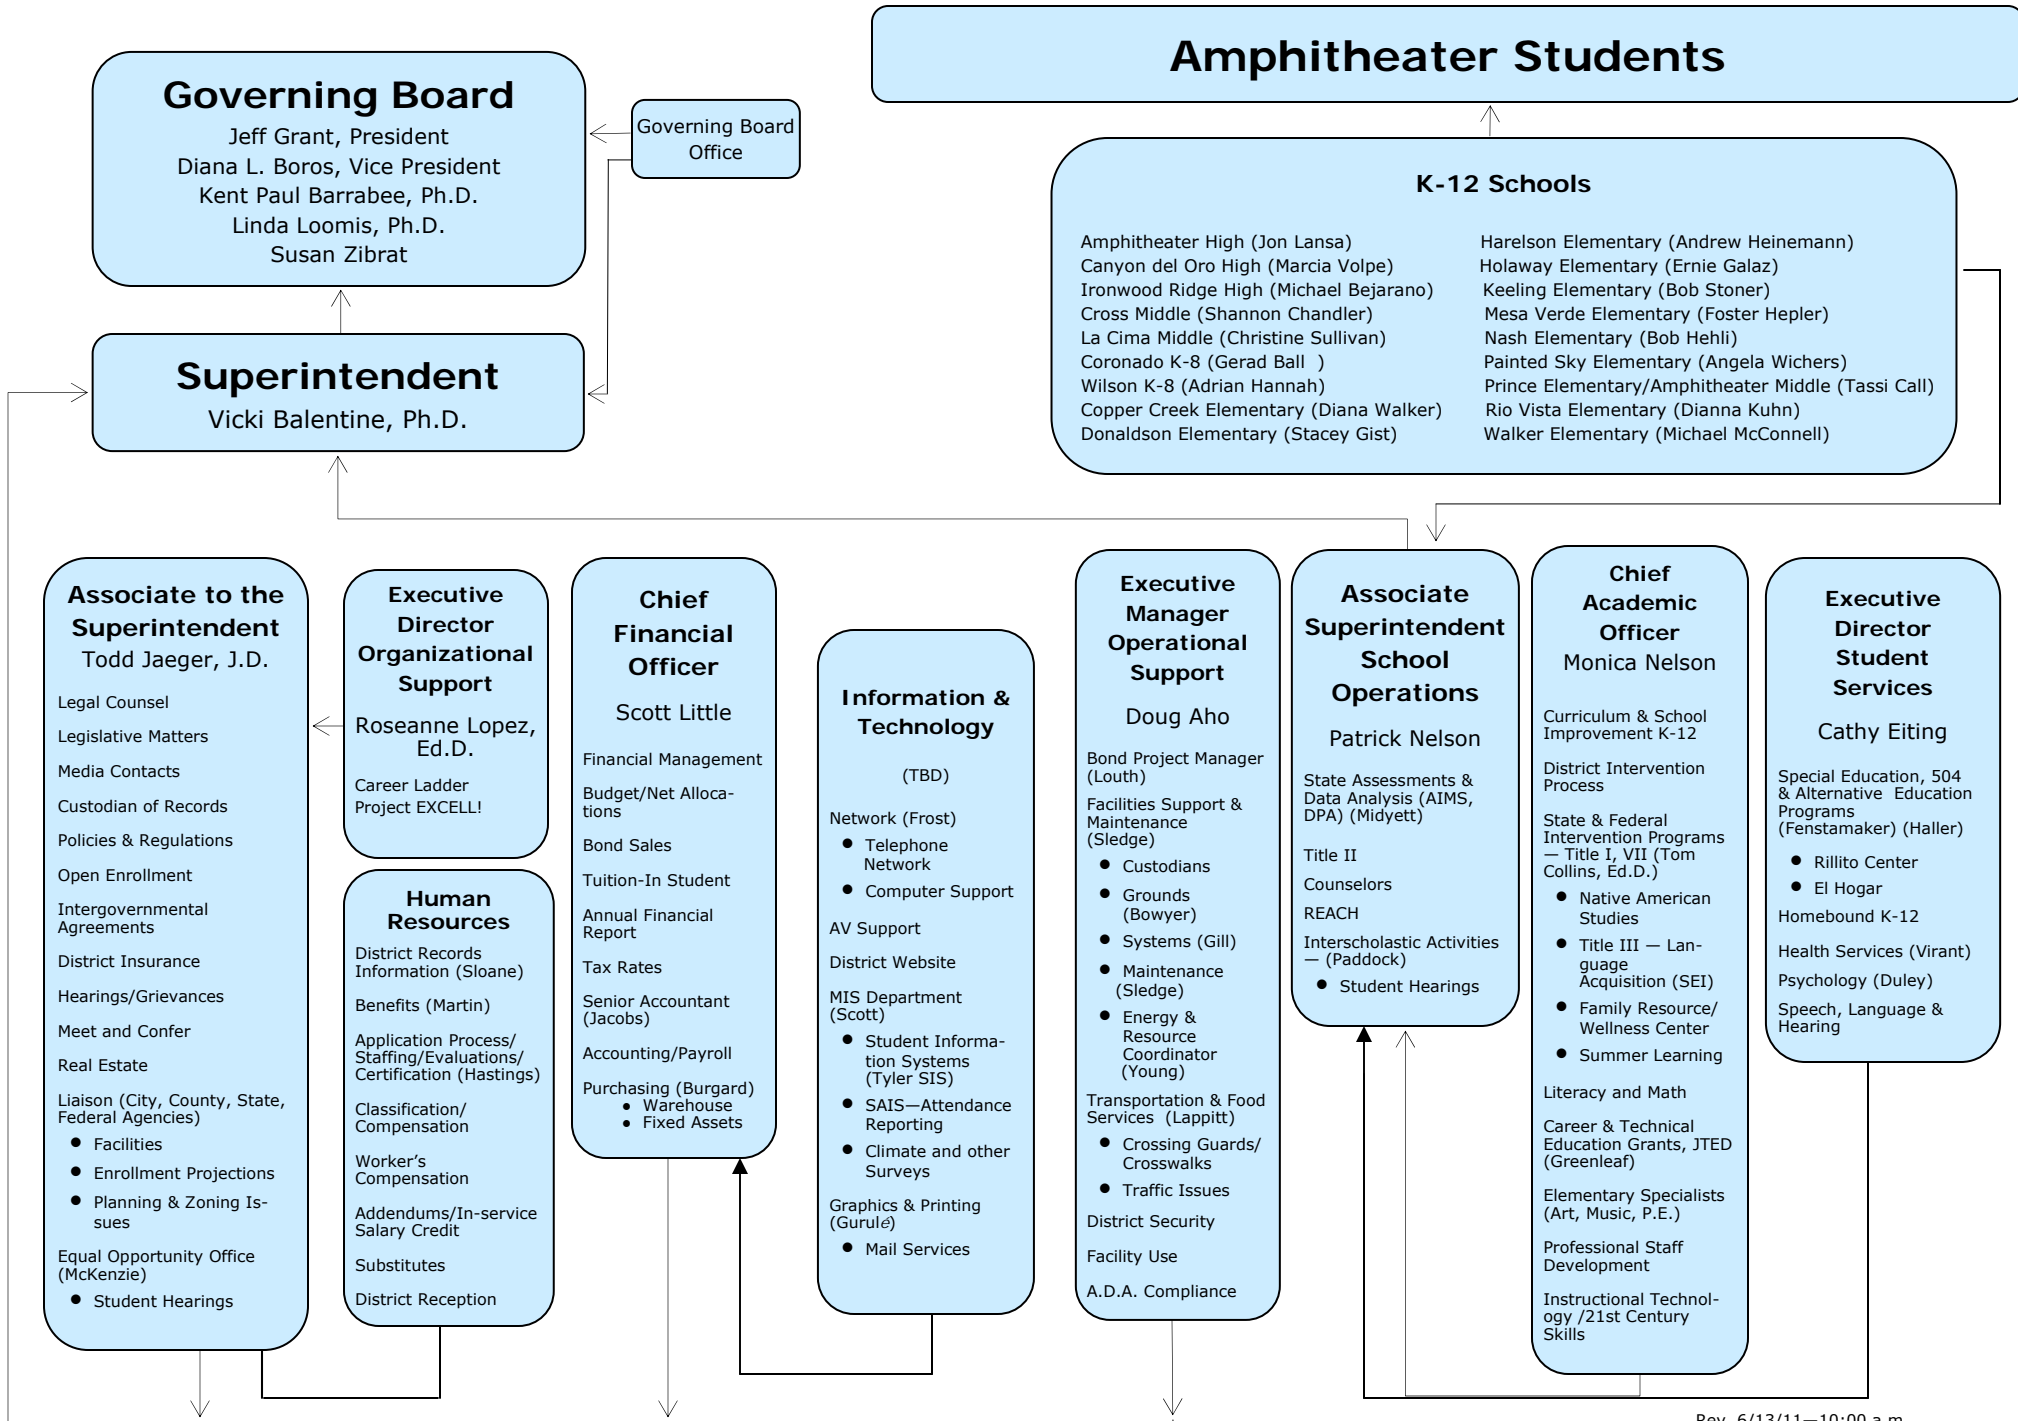 Amphitheater Students
Governing Board
Jeff Grant, President
Diana L. Boros, Vice President
Kent Paul Barrabee, Ph.D.
Linda Loomis, Ph.D.
Susan Zibrat
Governing Board
Office
K-12 Schools
Amphitheater High (Jon Lansa)
Canyon del Oro High (Marcia Volpe)
Ironwood Ridge High (Michael Bejarano)
Cross Middle (Shannon Chandler)
La Cima Middle (Christine Sullivan)
Coronado K-8 (Gerad Ball  )
Wilson K-8 (Adrian Hannah)
Copper Creek Elementary (Diana Walker)
Donaldson Elementary (Stacey Gist)
Harelson Elementary (Andrew Heinemann)
Holaway Elementary (Ernie Galaz)
Keeling Elementary (Bob Stoner)
Mesa Verde Elementary (Foster Hepler)
Nash Elementary (Bob Hehli)
Painted Sky Elementary (Angela Wichers)
Prince Elementary/Amphitheater Middle (Tassi Call)
Rio Vista Elementary (Dianna Kuhn)
Walker Elementary (Michael McConnell)
Superintendent
Vicki Balentine, Ph.D.
Associate to the
Superintendent
Todd Jaeger, J.D.
Legal Counsel
Legislative Matters
Media Contacts
Custodian of Records
Policies & Regulations
Open Enrollment
Intergovernmental
Agreements
District Insurance
Hearings/Grievances
Meet and Confer
Real Estate
Liaison (City, County, State,
Federal Agencies)
● Facilities
● Enrollment Projections
● Planning & Zoning Is-
sues
Equal Opportunity Office
(McKenzie)
● Student Hearings
Executive
Director
Organizational
Support
Roseanne Lopez,
Ed.D.
Career Ladder
Project EXCELL!
Human
Resources
District Records
Information (Sloane)
Benefits (Martin)
Application Process/
Staffing/Evaluations/
Certification (Hastings)
Classification/
Compensation
Worker’s
Compensation
Addendums/In-service
Salary Credit
Substitutes
District Reception
Chief
Financial
Officer
Scott Little
Financial Management
Budget/Net Alloca-
tions
Bond Sales
Tuition-In Student
Annual Financial
Report
Tax Rates
Senior Accountant
(Jacobs)
Accounting/Payroll
Purchasing (Burgard)
● Warehouse
● Fixed Assets
Information &
Technology
(TBD)
Network (Frost)
● Telephone
Network
● Computer Support
AV Support
District Website
MIS Department
(Scott)
● Student Informa-
tion Systems
(Tyler SIS)
● SAIS—Attendance
Reporting
● Climate and other
Surveys
Graphics & Printing
(Gurulé)
● Mail Services
Executive
Manager
Operational
Support
Doug Aho
Bond Project Manager
(Louth)
Facilities Support &
Maintenance
(Sledge)
● Custodians
● Grounds
(Bowyer)
● Systems (Gill)
● Maintenance
(Sledge)
● Energy &
Resource
Coordinator
(Young)
Transportation & Food
Services  (Lappitt)
● Crossing Guards/
Crosswalks
● Traffic Issues
District Security
Facility Use
A.D.A. Compliance
Associate
Superintendent
School
Operations
Patrick Nelson
State Assessments &
Data Analysis (AIMS,
DPA) (Midyett)
Title II
Counselors
REACH
Interscholastic Activities
— (Paddock)
● Student Hearings
Chief
Academic
Officer
Monica Nelson
Curriculum & School
Improvement K-12
District Intervention
Process
State & Federal
Intervention Programs
— Title I, VII (Tom
Collins, Ed.D.)
● Native American
Studies
● Title III — Lan-
guage
Acquisition (SEI)
● Family Resource/
Wellness Center
● Summer Learning
Literacy and Math
Career & Technical
Education Grants, JTED
(Greenleaf)
Elementary Specialists
(Art, Music, P.E.)
Professional Staff
Development
Instructional Technol-
ogy /21st Century
Skills
Executive
Director
Student
Services
Cathy Eiting
Special Education, 504
& Alternative  Education
Programs
(Fenstamaker) (Haller)
● Rillito Center
● El Hogar
Homebound K-12
Health Services (Virant)
Psychology (Duley)
Speech, Language &
Hearing
Rev. 6/13/11—10:00 a.m.